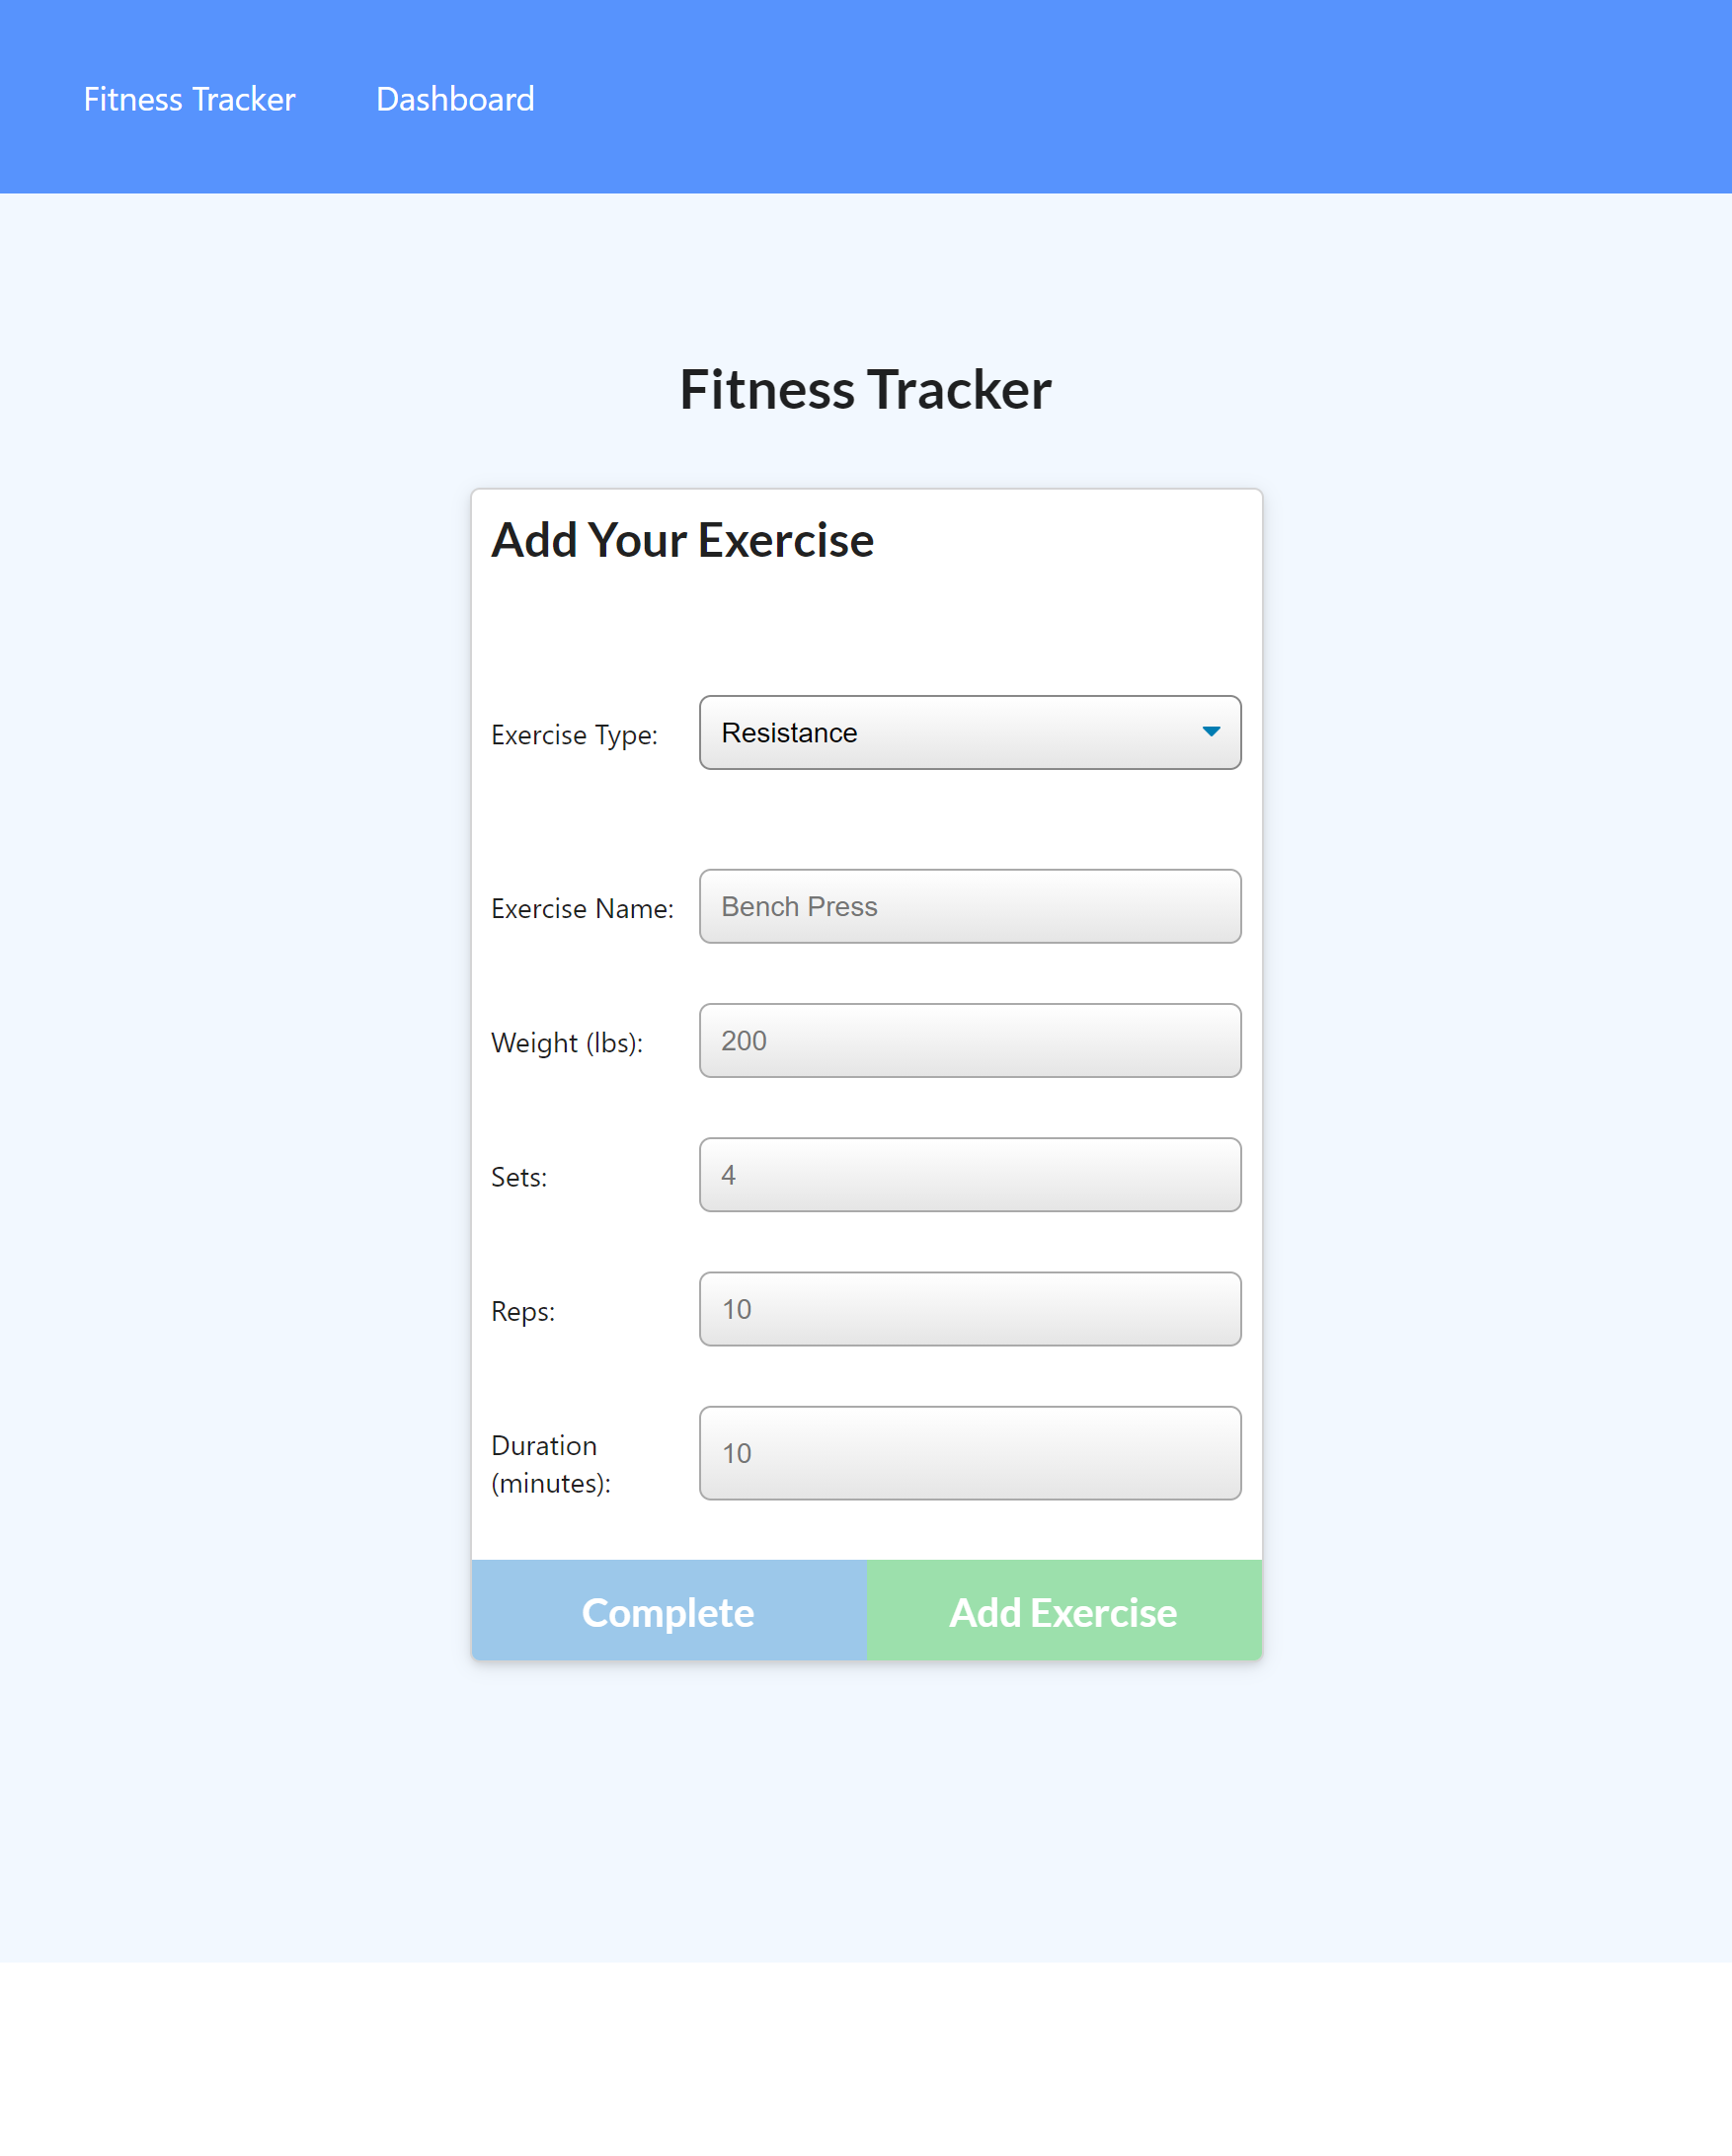 Fitness Tracker Dashboard
Fitness Tracker
Add Your Exercise
Exercise Type: Resistance
Exercise Name: Bench Press
Weight (lbs): 200
Sets: 4
Reps: 10
Duration
(minutes): 10
Complete Add Exercise